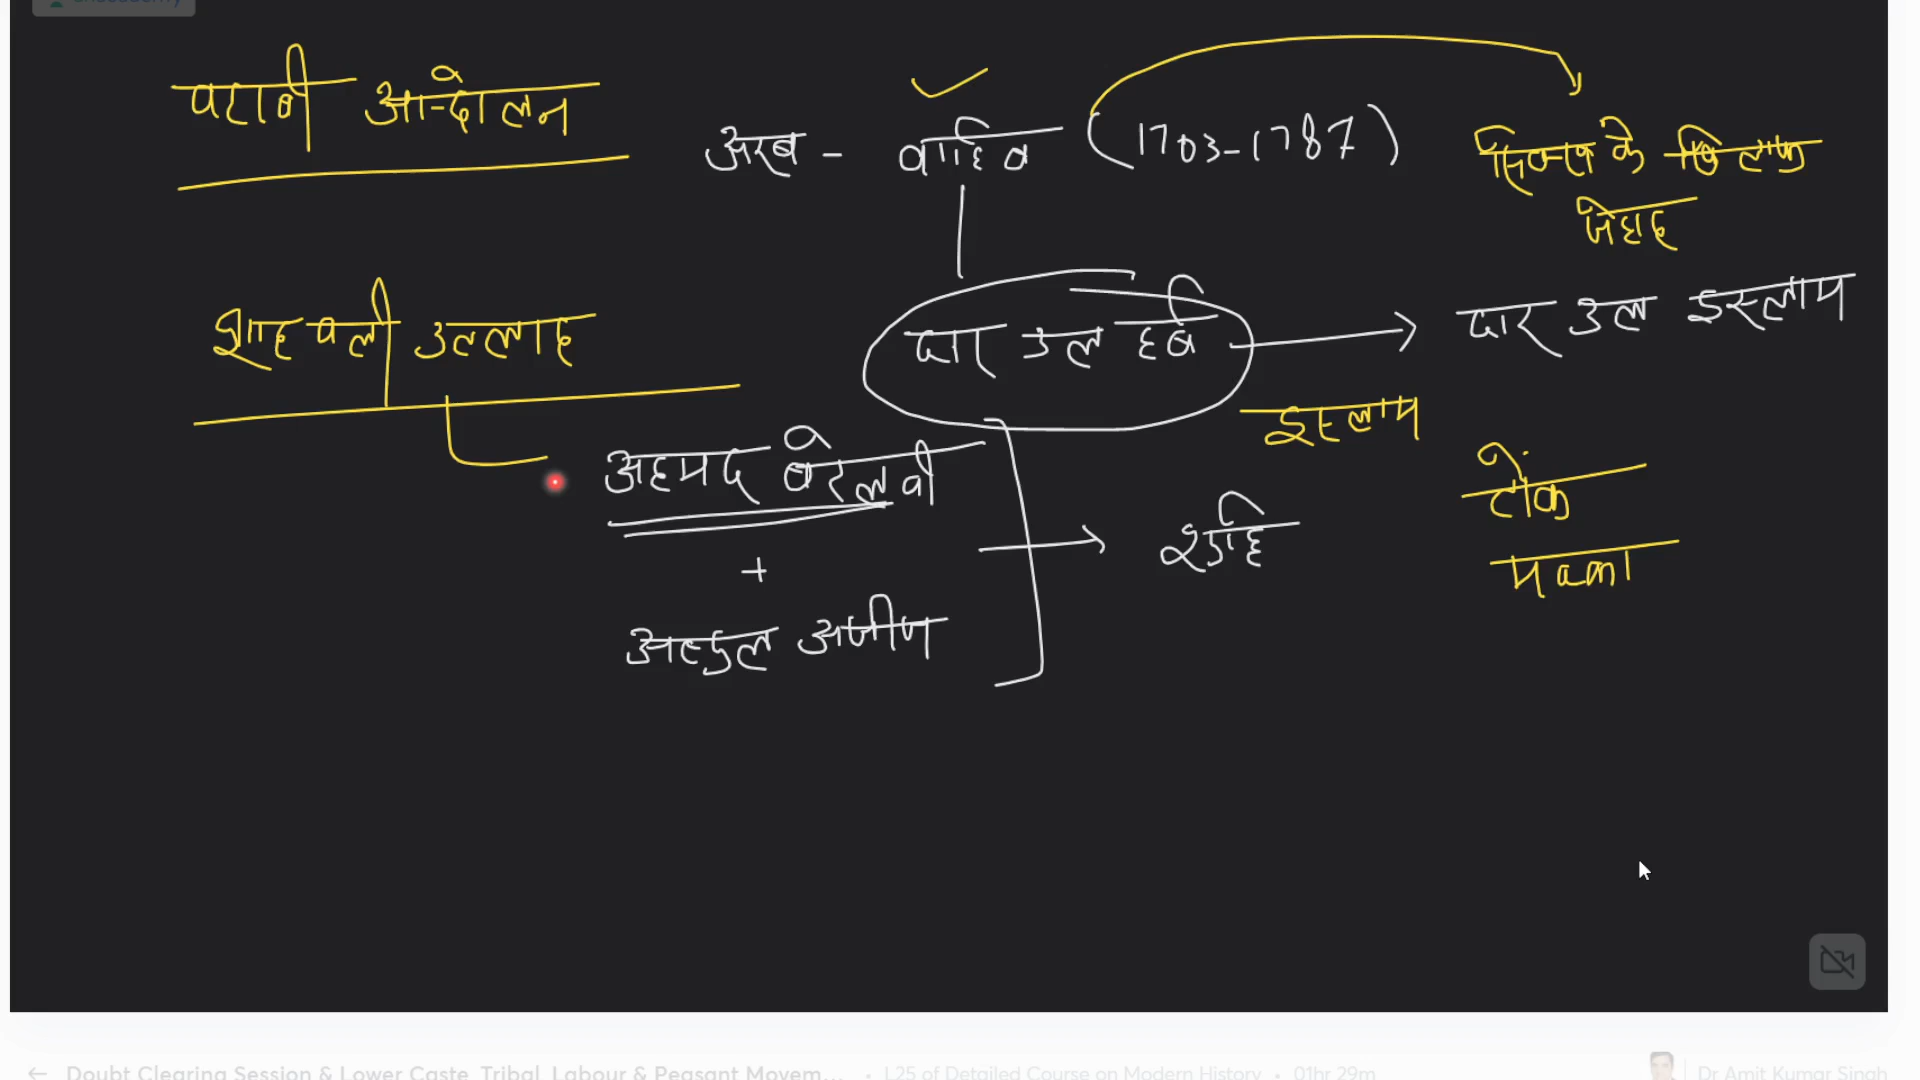 वहाबी आन्दोलन
अरब - वाहिब (1703-1787)
सिक्ख के खिलाफ
जेहाद
शाह वली उल्लाह
दार उल हर्ब → दार उल इस्लाम
इस्लाम
अहमद बरेलवी
+
अब्दुल अजीज
टोंक
मक्का
← Doubt Clearing Session & Lower Caste, Tribal, Labour & Peasant Movem... • L25 of Detailed Course on Modern History • 01hr 29m
Dr Amit Kumar Singh